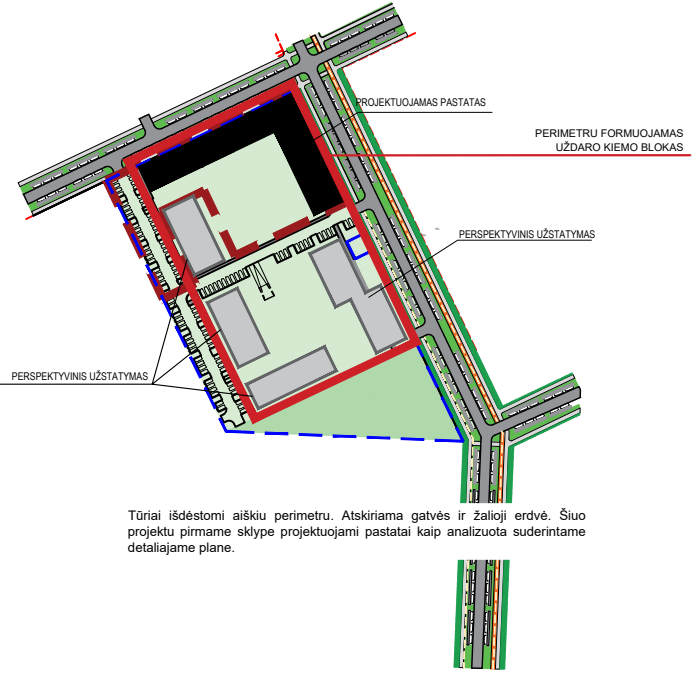 PROJEKTUOJAMAS PASTATAS
PERIMETRU FORMUOJAMAS
UŽDARO KIEMO BLOKAS
PERSPEKTYVINIS UŽSTATYMAS
PERSPEKTYVINIS UŽSTATYMAS
Tūriai išdėstomi aiškiu perimetru. Atskiriama gatvės ir žalioji erdvė. Šiuo
projektu pirmame sklype projektuojami pastatai kaip analizuota suderintame
detaliajame plane.